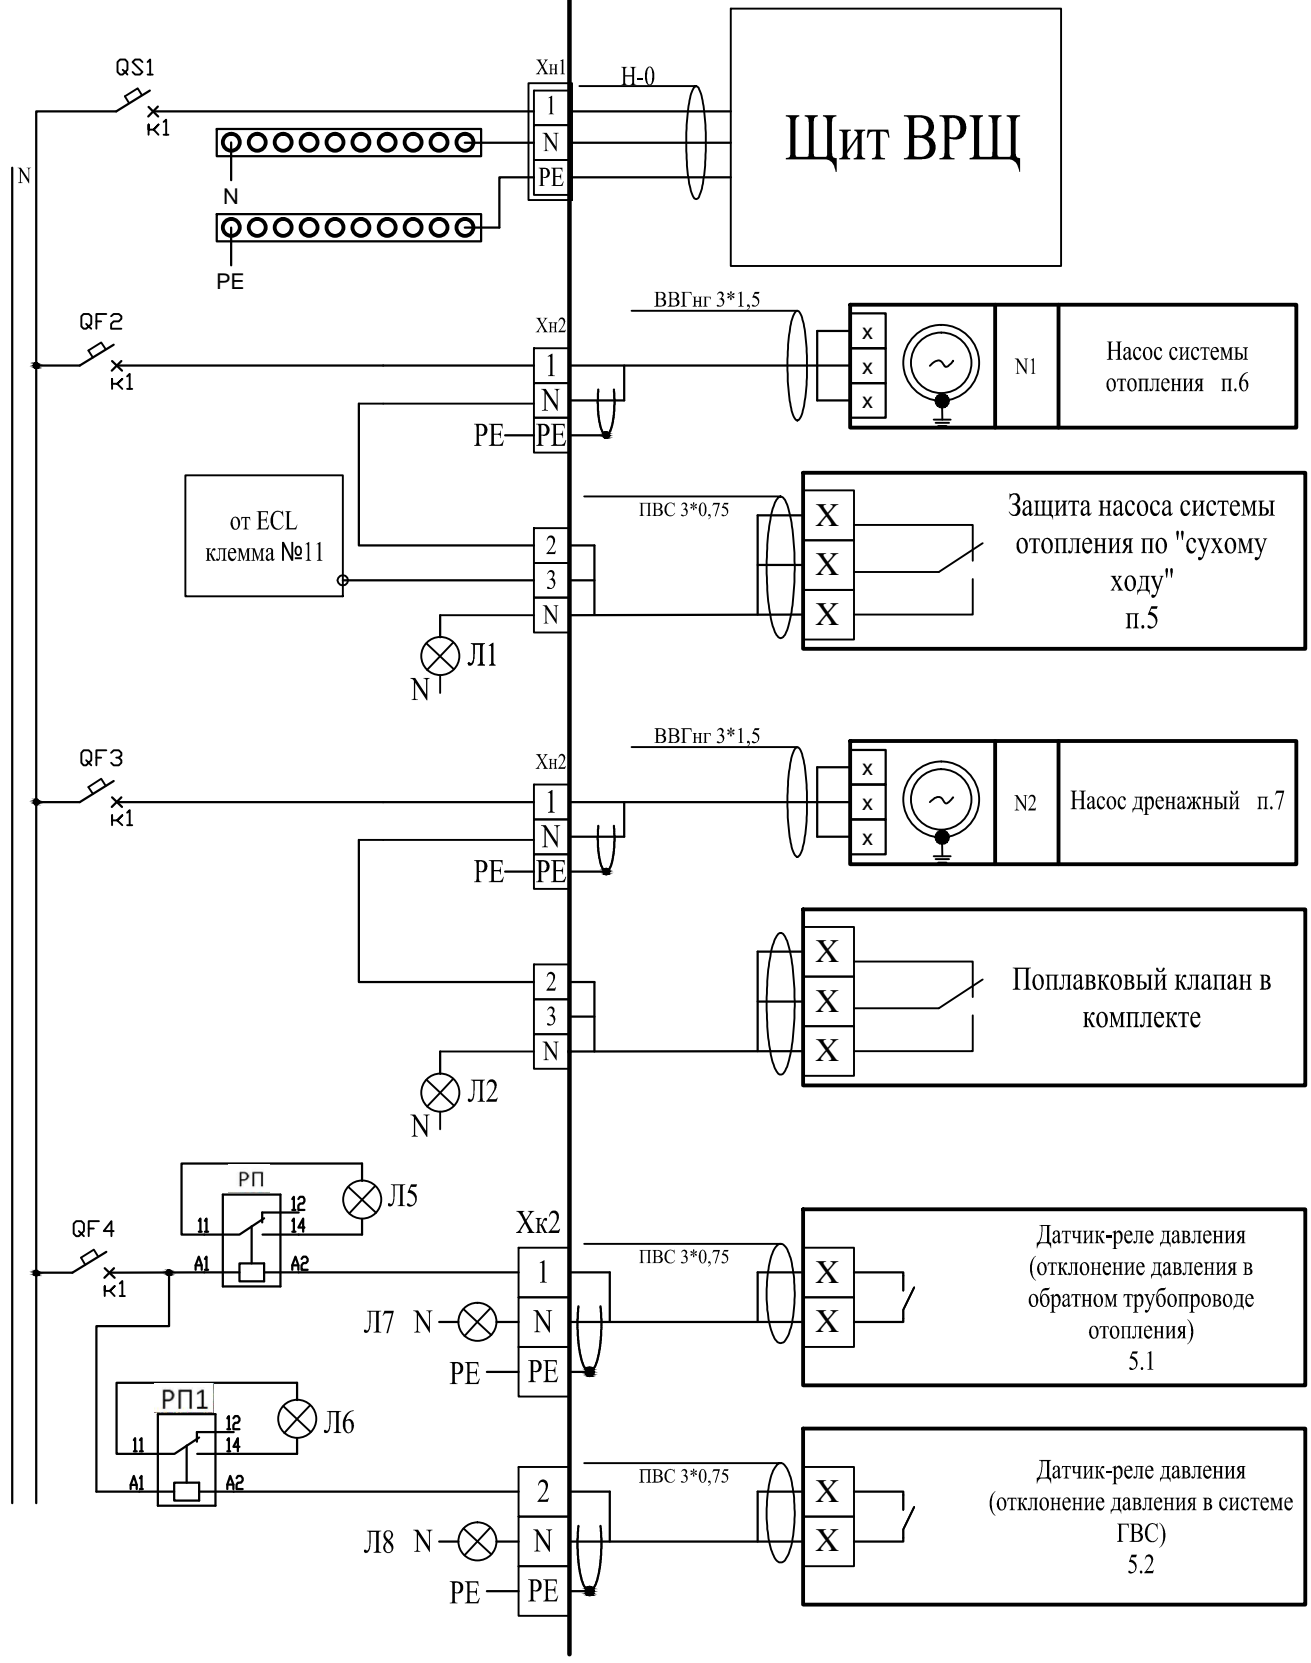 QS1
к1
N
N
PE
Хн1
1
N
PE
Н-0
Щит ВРЩ
QF2
к1
Хн2
1
N
PE
PE
ВВГнг 3*1,5
х
х
х
N1
Насос системы
отопления п.6
от ECL
клемма №11
2
3
N
Л1
N
ПВС 3*0,75
Х
Х
Х
Защита насоса системы
отопления по "сухому
ходу"
п.5
QF3
к1
Хн2
1
N
PE
PE
ВВГнг 3*1,5
х
х
х
N2
Насос дренажный п.7
2
3
N
Л2
N
Х
Х
Х
Поплавковый клапан в
комплекте
QF4
к1
РП
11
12
14
A1
A2
Л5
Хк2
1
N
PE
Л7 N
PE
ПВС 3*0,75
Х
Х
Датчик-реле давления
(отклонение давления в
обратном трубопроводе
отопления)
5.1
РП1
11
12
14
A1
A2
Л6
2
N
PE
Л8 N
PE
ПВС 3*0,75
Х
Х
Датчик-реле давления
(отклонение давления в системе
ГВС)
5.2